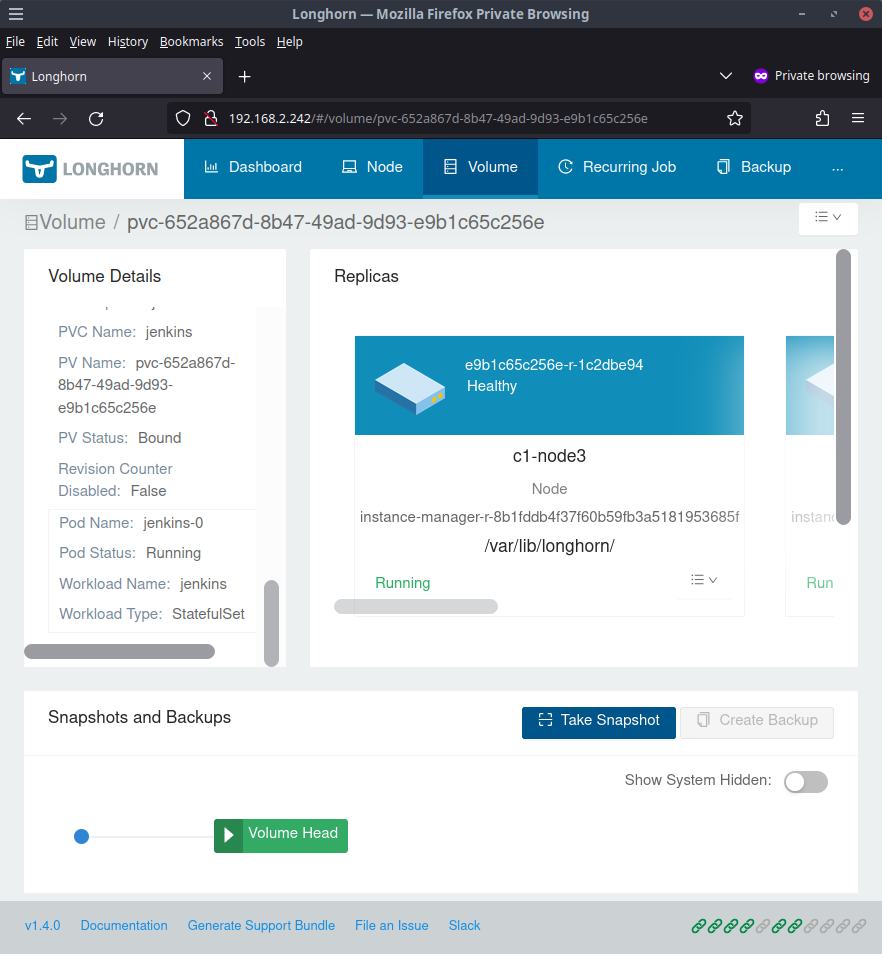 Longhorn — Mozilla Firefox Private Browsing
File Edit View History Bookmarks Tools Help
Longhorn
Private browsing
192.168.2.242/#/volume/pvc-652a867d-8b47-49ad-9d93-e9b1c65c256e
LONGHORN
Dashboard Node Volume Recurring Job Backup ...
Volume / pvc-652a867d-8b47-49ad-9d93-e9b1c65c256e
Volume Details
PVC Name: jenkins
PV Name: pvc-652a867d-
8b47-49ad-9d93-
e9b1c65c256e
PV Status: Bound
Revision Counter
Disabled: False
Pod Name: jenkins-0
Pod Status: Running
Workload Name: jenkins
Workload Type: StatefulSet
Replicas
e9b1c65c256e-r-1c2dbe94
Healthy
c1-node3
Node
instance-manager-r-8b1fddb4f37f60b59fb3a5181953685f
/var/lib/longhorn/
Running
instanc
Run
Snapshots and Backups
Take Snapshot
Create Backup
Show System Hidden:
Volume Head
v1.4.0 Documentation Generate Support Bundle File an Issue Slack